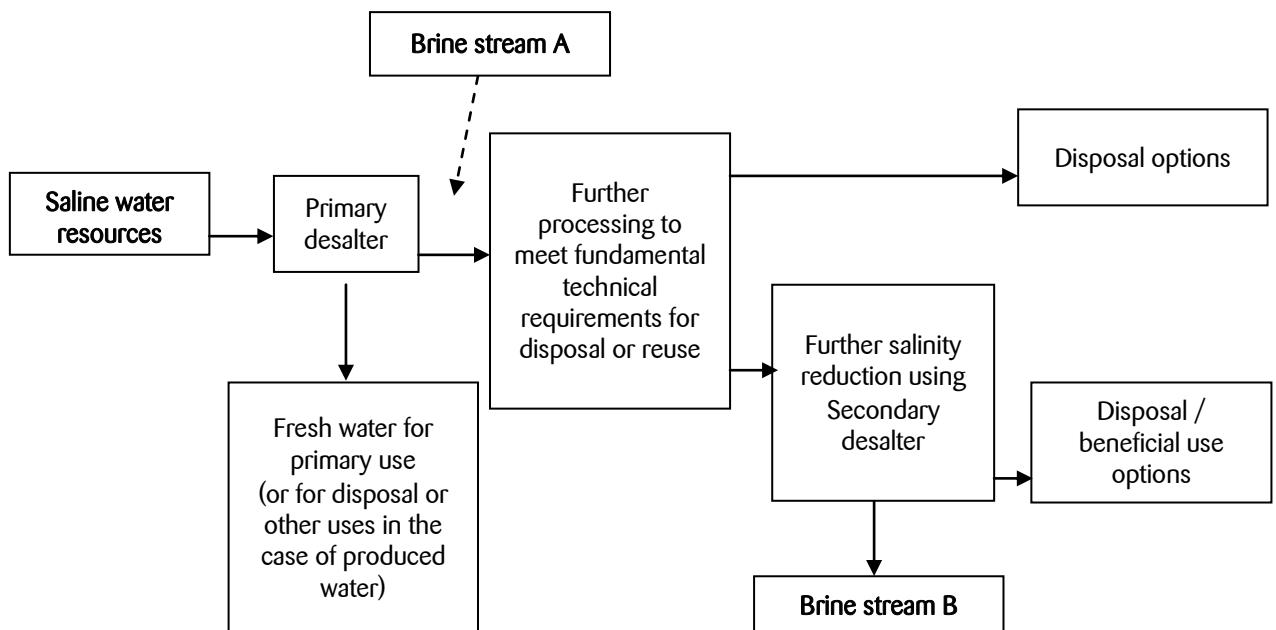 Brine stream A
Saline water
resources
Primary
desalter
Further
processing to
meet fundamental
technical
requirements for
disposal or reuse
Disposal options
Further salinity
reduction using
Secondary
desalter
Disposal /
beneficial use
options
Fresh water for
primary use
(or for disposal or
other uses in the
case of produced
water)
Brine stream B